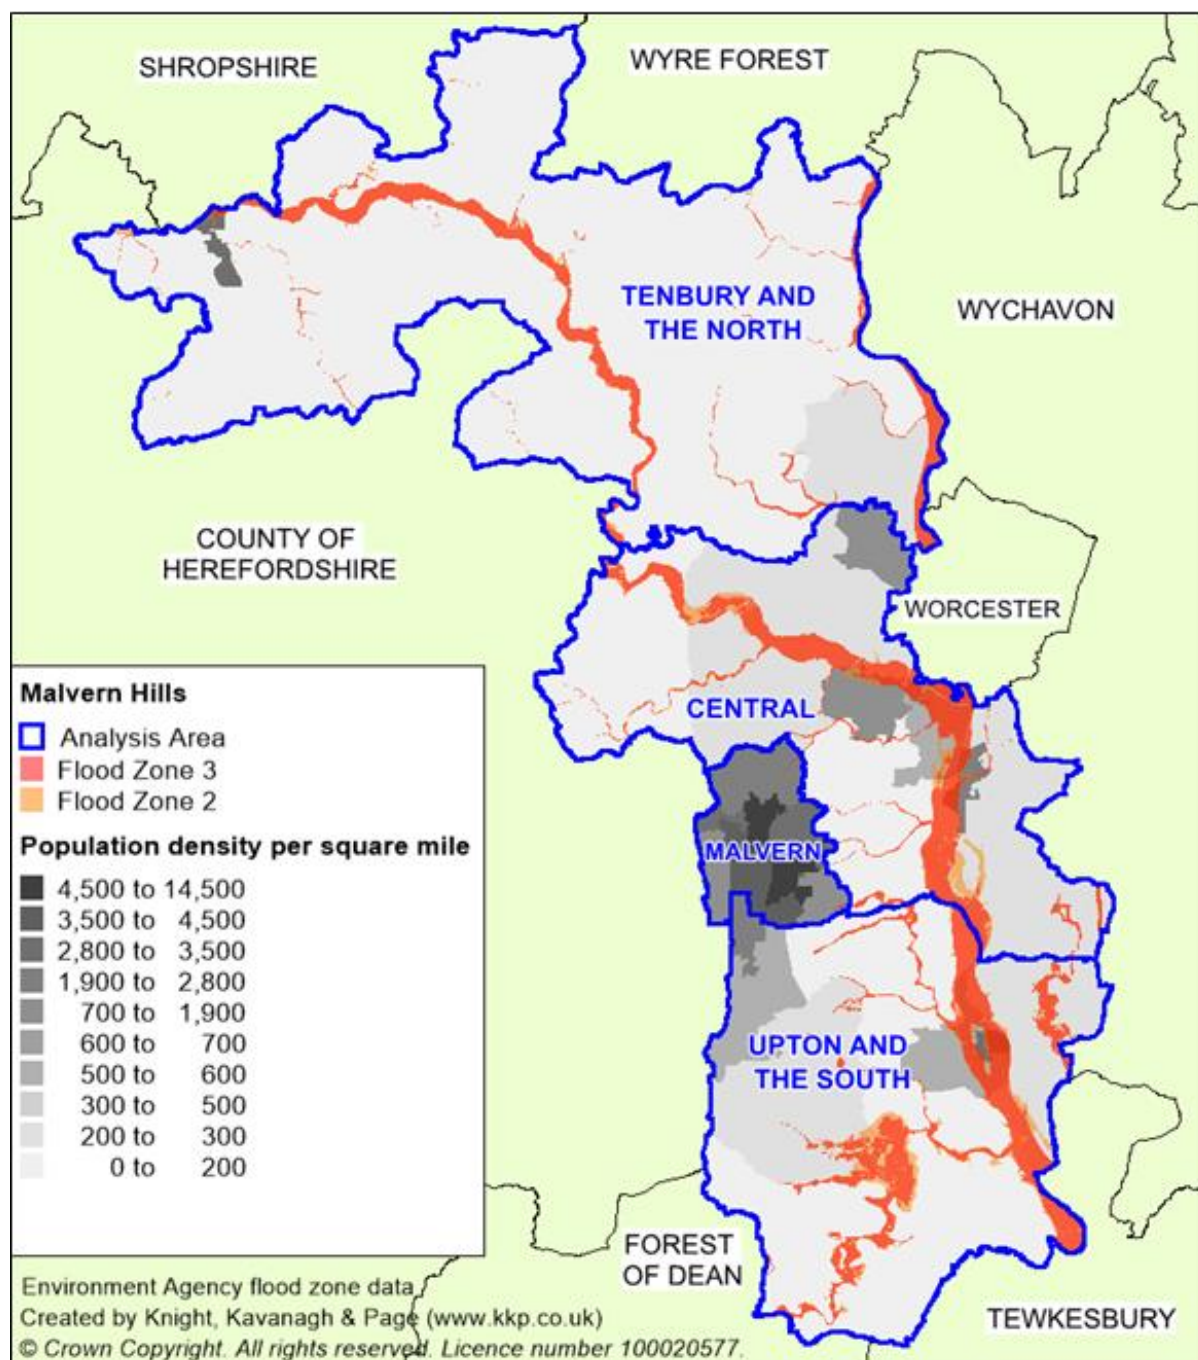 SHROPSHIRE
WYRE FOREST
TENBURY AND
THE NORTH
WYCHAVON
COUNTY OF
HEREFORDSHIRE
WORCESTER
CENTRAL
MALVERN
UPTON AND
THE SOUTH
FOREST
OF DEAN
TEWKESBURY
Malvern Hills
Analysis Area
Flood Zone 3
Flood Zone 2
Population density per square mile
4,500 to 14,500
3,500 to 4,500
2,800 to 3,500
1,900 to 2,800
700 to 1,900
600 to 700
500 to 600
300 to 500
200 to 300
0 to 200
Environment Agency flood zone data
Created by Knight, Kavanagh & Page (www.kkp.co.uk)
© Crown Copyright. All rights reserved. Licence number 100020577.